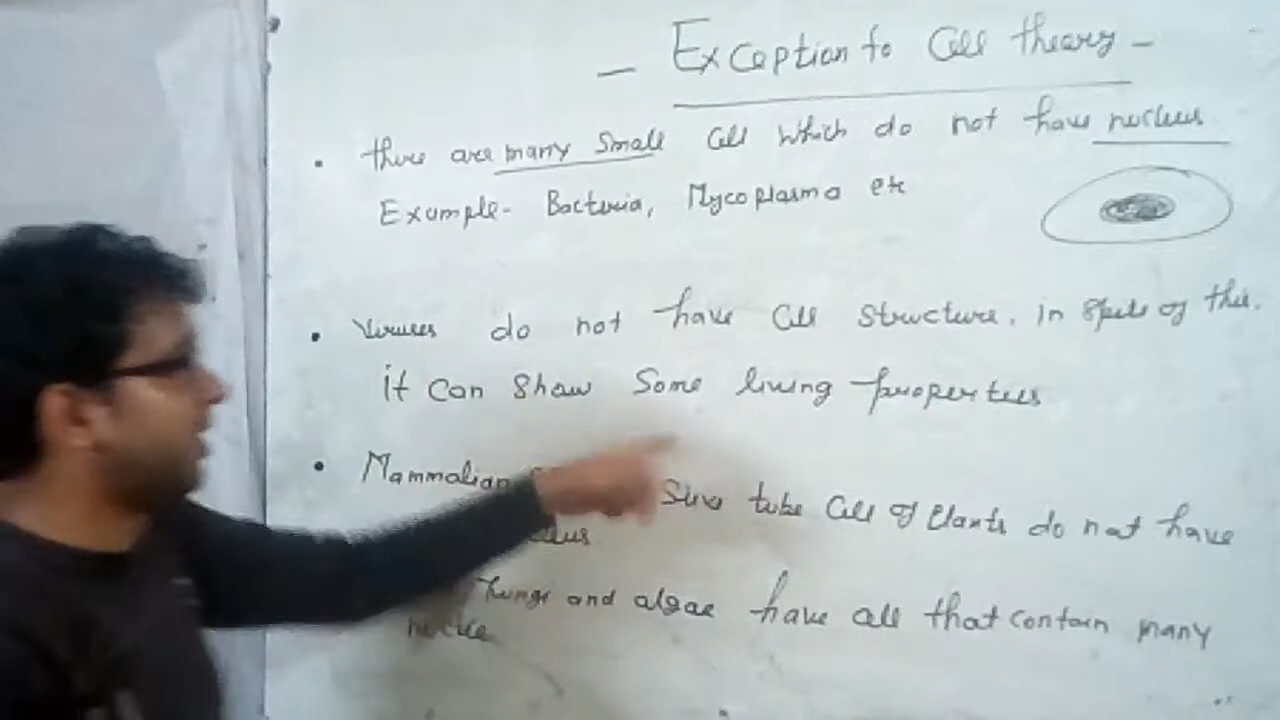 - Exception to Cell theory -
• there are many small cell which do not have nucleus
Example- Bacteria, Mycoplasma etc
• Viruses do not have cell structure. in spite of this.
it can show some living properties
• Mammalian sieve tube cell of plants do not have
fungi and algae have cell that contain many
nuclei